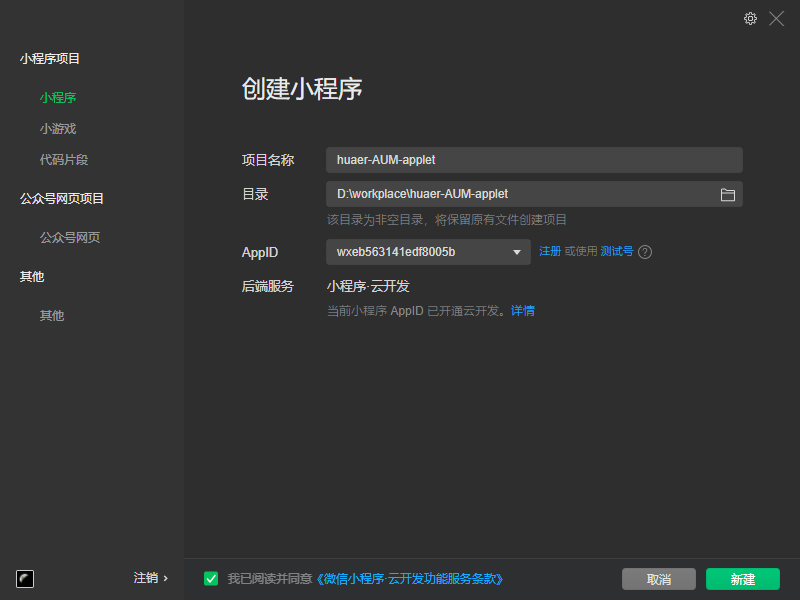 小程序项目
小程序
小游戏
代码片段
公众号网页项目
公众号网页
其他
其他
注销 ›
创建小程序
项目名称 huaer-AUM-applet
目录 D:\workplace\huaer-AUM-applet
该目录为非空目录，将保留原有文件创建项目
AppID wxeb563141edf8005b 注册 或使用 测试号 ?
后端服务 小程序·云开发
当前小程序 AppID 已开通云开发。详情
我已阅读并同意《微信小程序·云开发功能服务条款》
取消 新建